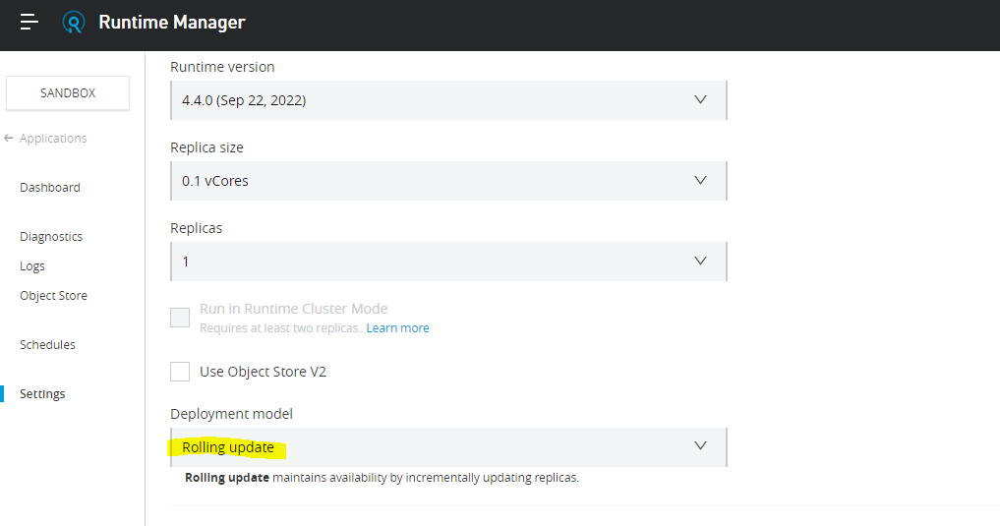 Runtime Manager
SANDBOX
← Applications
Dashboard
Diagnostics
Logs
Object Store
Schedules
Settings
Runtime version
4.4.0 (Sep 22, 2022)
Replica size
0.1 vCores
Replicas
1
Run in Runtime Cluster Mode
Requires at least two replicas. Learn more
Use Object Store V2
Deployment model
Rolling update
Rolling update maintains availability by incrementally updating replicas.